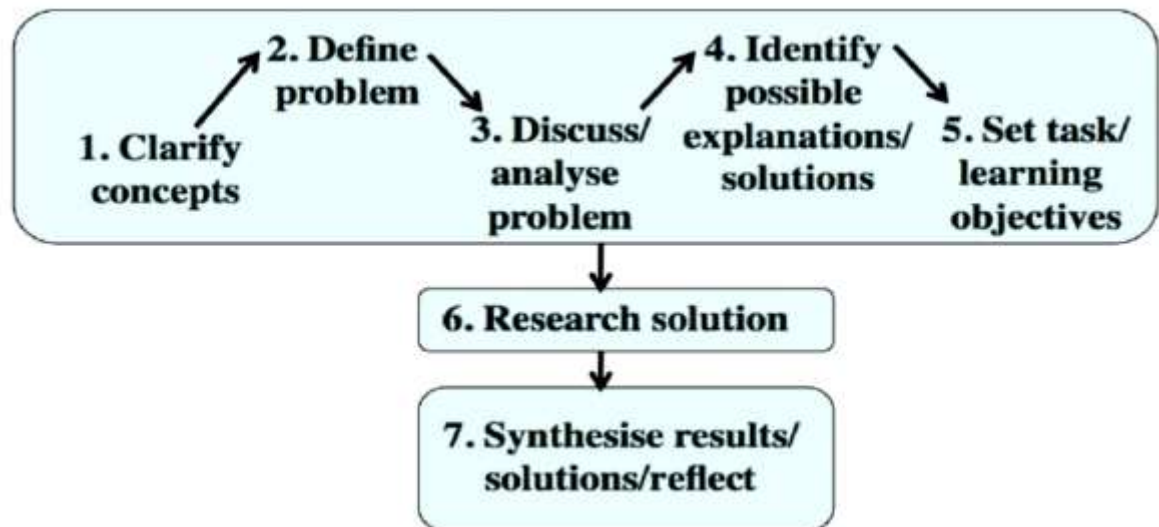 1. Clarify
concepts
2. Define
problem
3. Discuss/
analyse
problem
4. Identify
possible
explanations/
solutions
5. Set task/
learning
objectives
6. Research solution
7. Synthesise results/
solutions/reflect